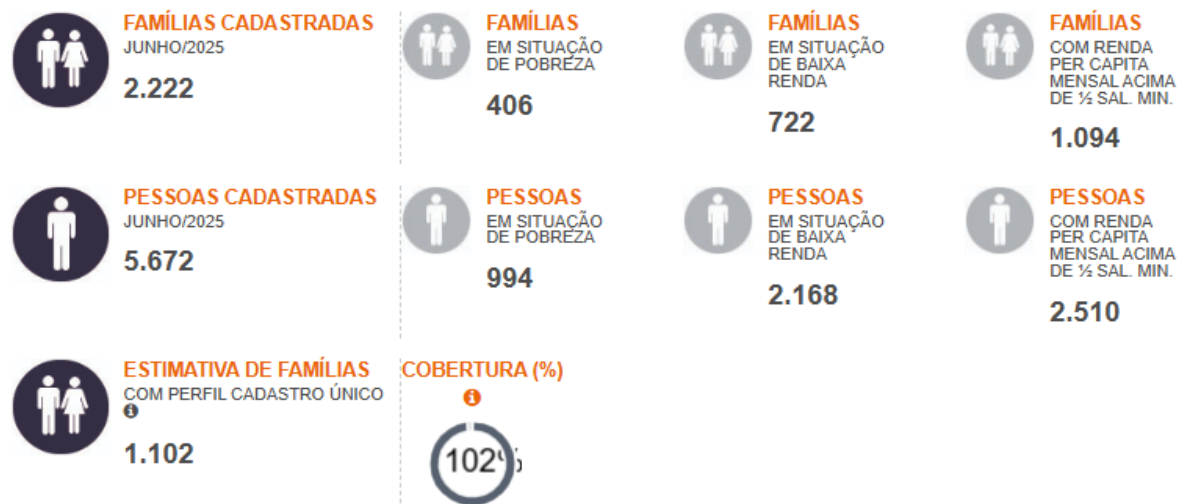 FAMÍLIAS CADASTRADAS
JUNHO/2025
2.222
FAMÍLIAS
EM SITUAÇÃO
DE POBREZA
406
FAMÍLIAS
EM SITUAÇÃO
DE BAIXA
RENDA
722
FAMÍLIAS
COM RENDA
PER CAPITA
MENSAL ACIMA
DE ½ SAL. MIN.
1.094
PESSOAS CADASTRADAS
JUNHO/2025
5.672
PESSOAS
EM SITUAÇÃO
DE POBREZA
994
PESSOAS
EM SITUAÇÃO
DE BAIXA
RENDA
2.168
PESSOAS
COM RENDA
PER CAPITA
MENSAL ACIMA
DE ½ SAL. MIN.
2.510
ESTIMATIVA DE FAMÍLIAS
COM PERFIL CADASTRO ÚNICO
1.102
COBERTURA (%)
102%